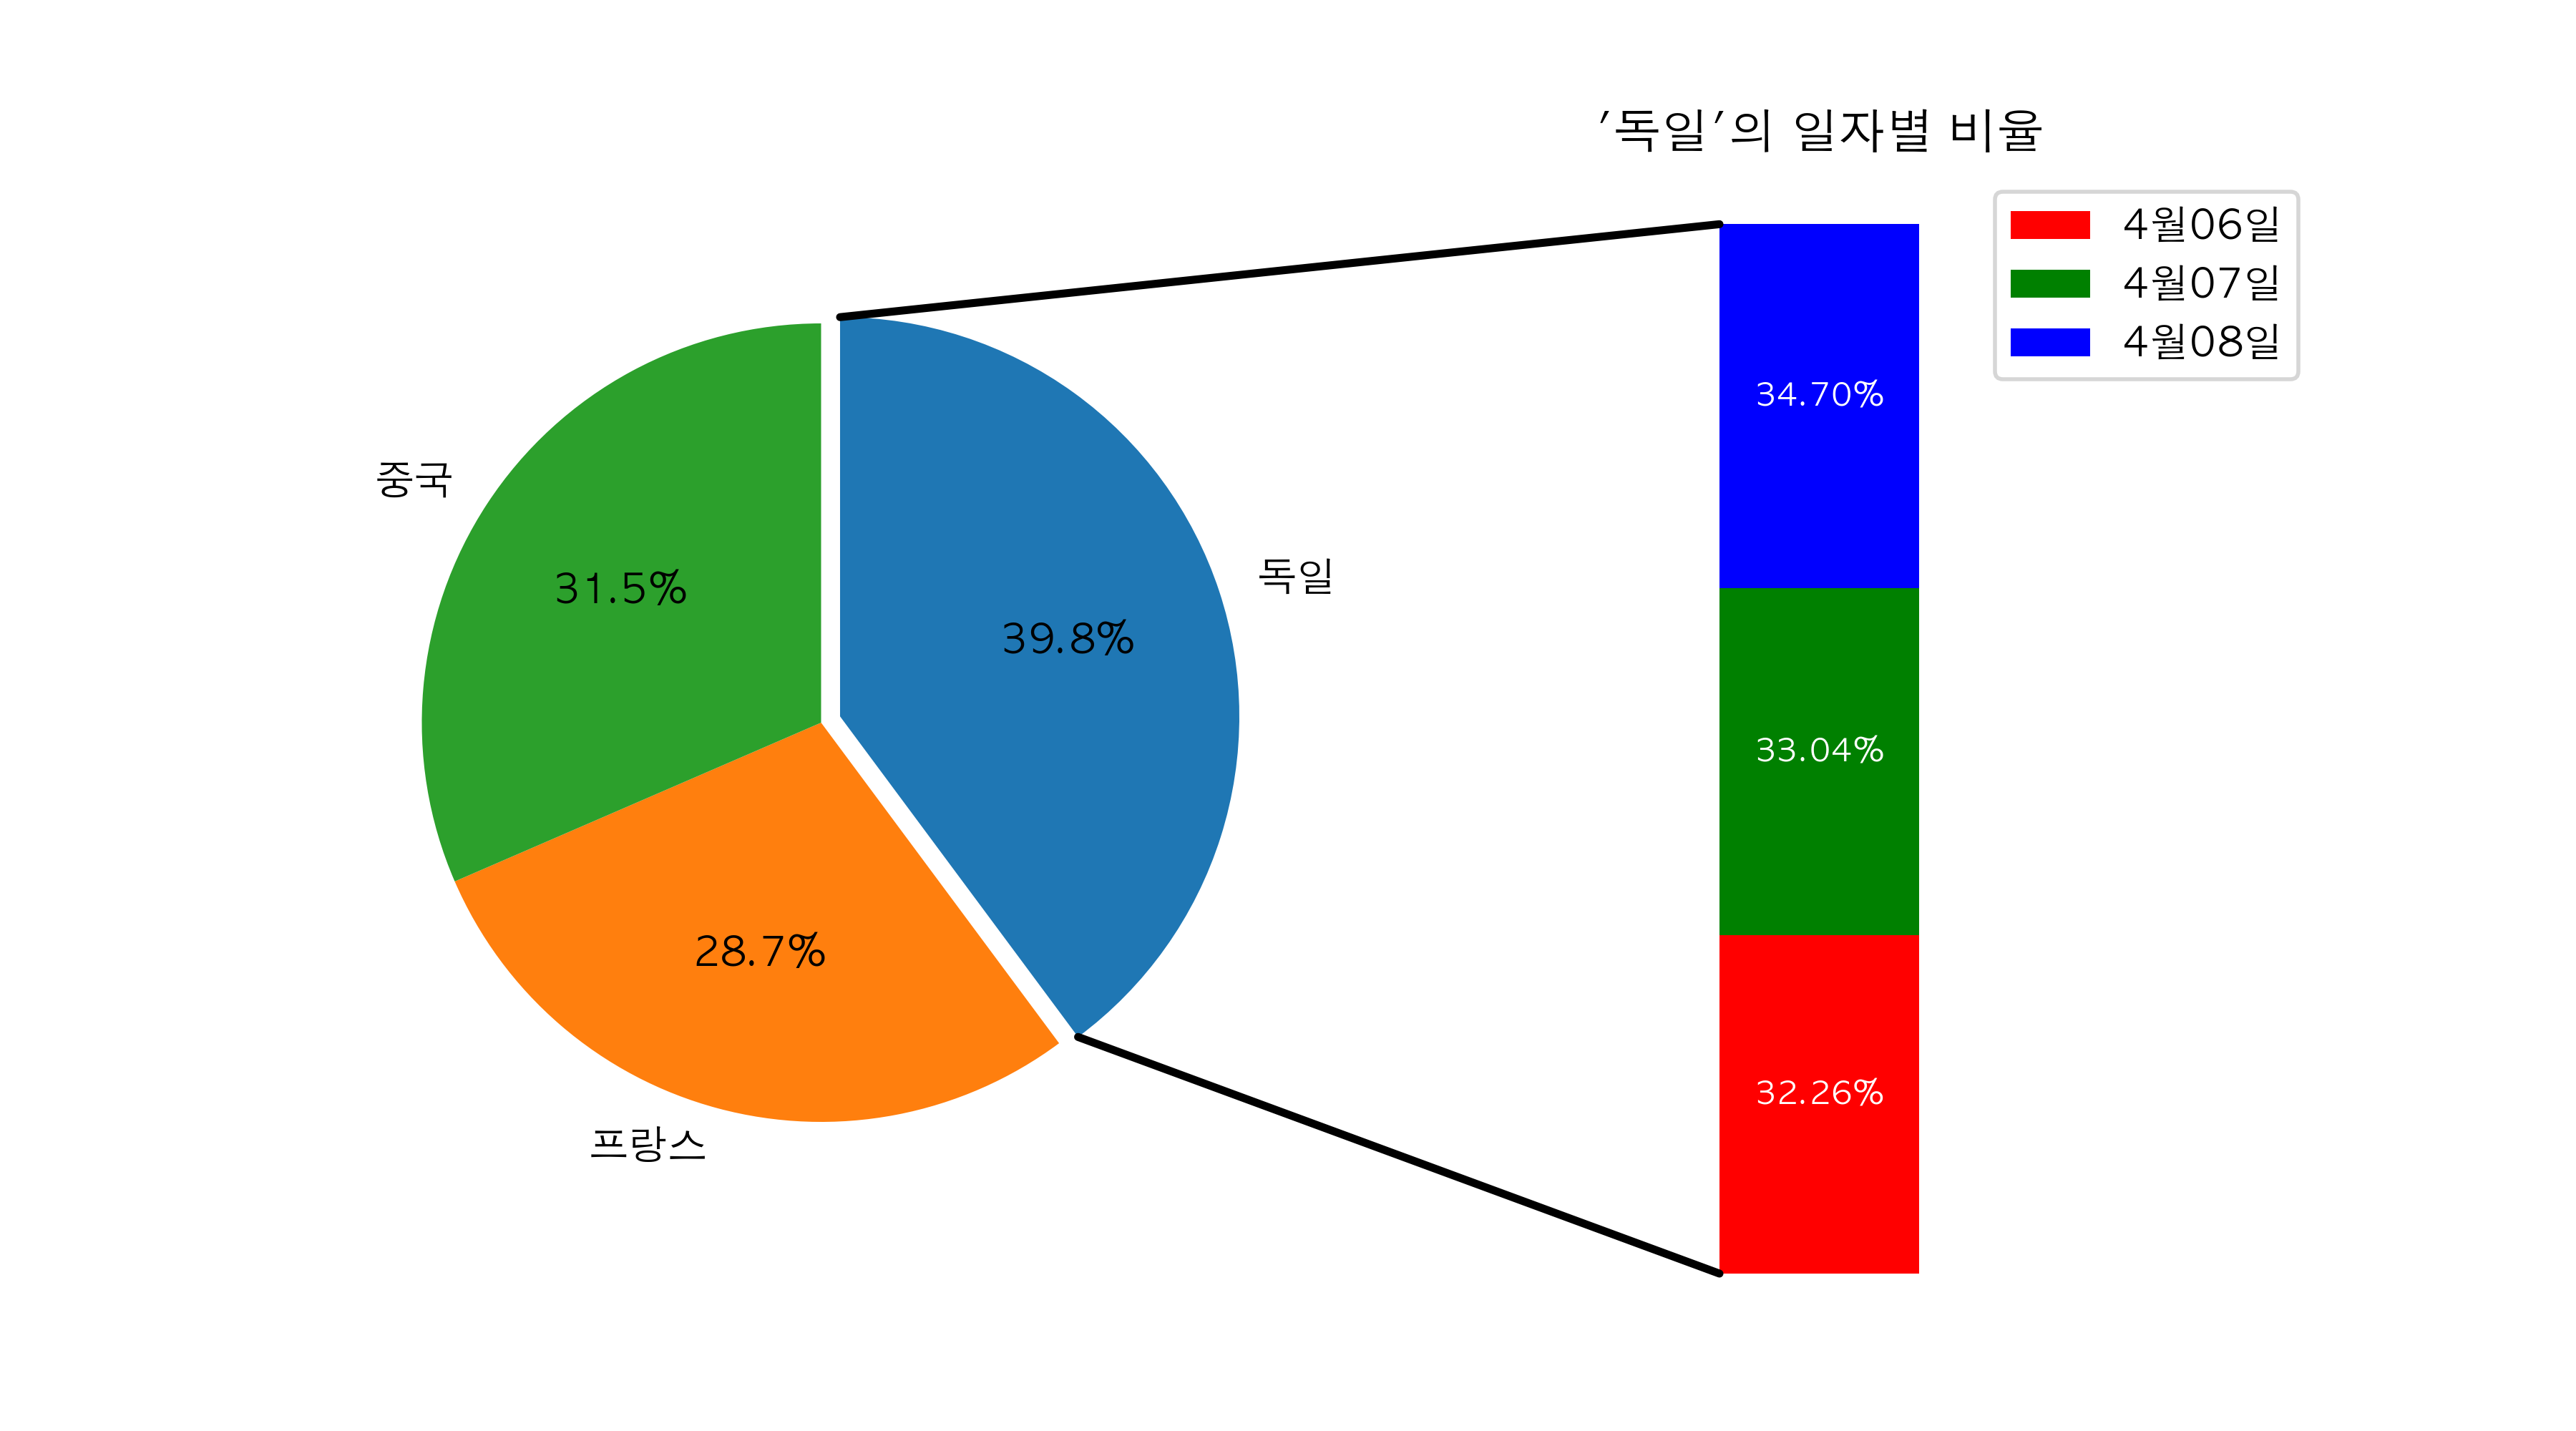 '독일'의 일자별 비율
4월06일
4월07일
4월08일
중국
31.5%
독일
39.8%
프랑스
28.7%
34.70%
33.04%
32.26%